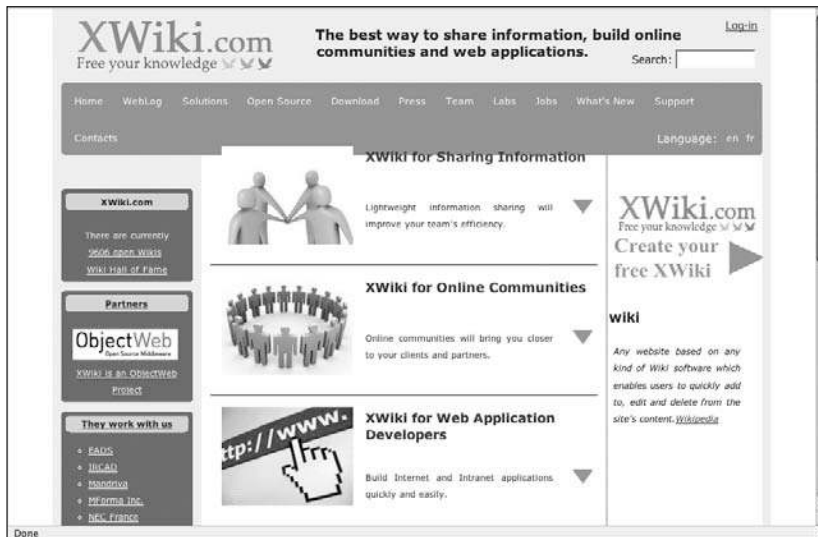 XWiki.com
Free your knowledge
The best way to share information, build online
communities and web applications.
Log-in
Search:
Home WebLog Solutions Open Source Download Press Team Labs Jobs What's New Support
Contacts
Language: en fr
XWiki.com
There are currently
9606 open Wikis
Wiki Hall of Fame
Partners
ObjectWeb
Open Source Middleware
XWiki is an ObjectWeb
Project
They work with us
EADS
IRCAD
Mandriva
MForma Inc.
NEC France
XWiki for Sharing Information
Lightweight information sharing will
improve your team's efficiency.
XWiki for Online Communities
Online communities will bring you closer
to your clients and partners.
ttp://www.
XWiki for Web Application
Developers
Build Internet and Intranet applications
quickly and easily.
XWiki.com
Free your knowledge
Create your
free XWiki
wiki
Any website based on any
kind of Wiki software which
enables users to quickly add
to, edit and delete from the
site's content.Wikipedia
Done